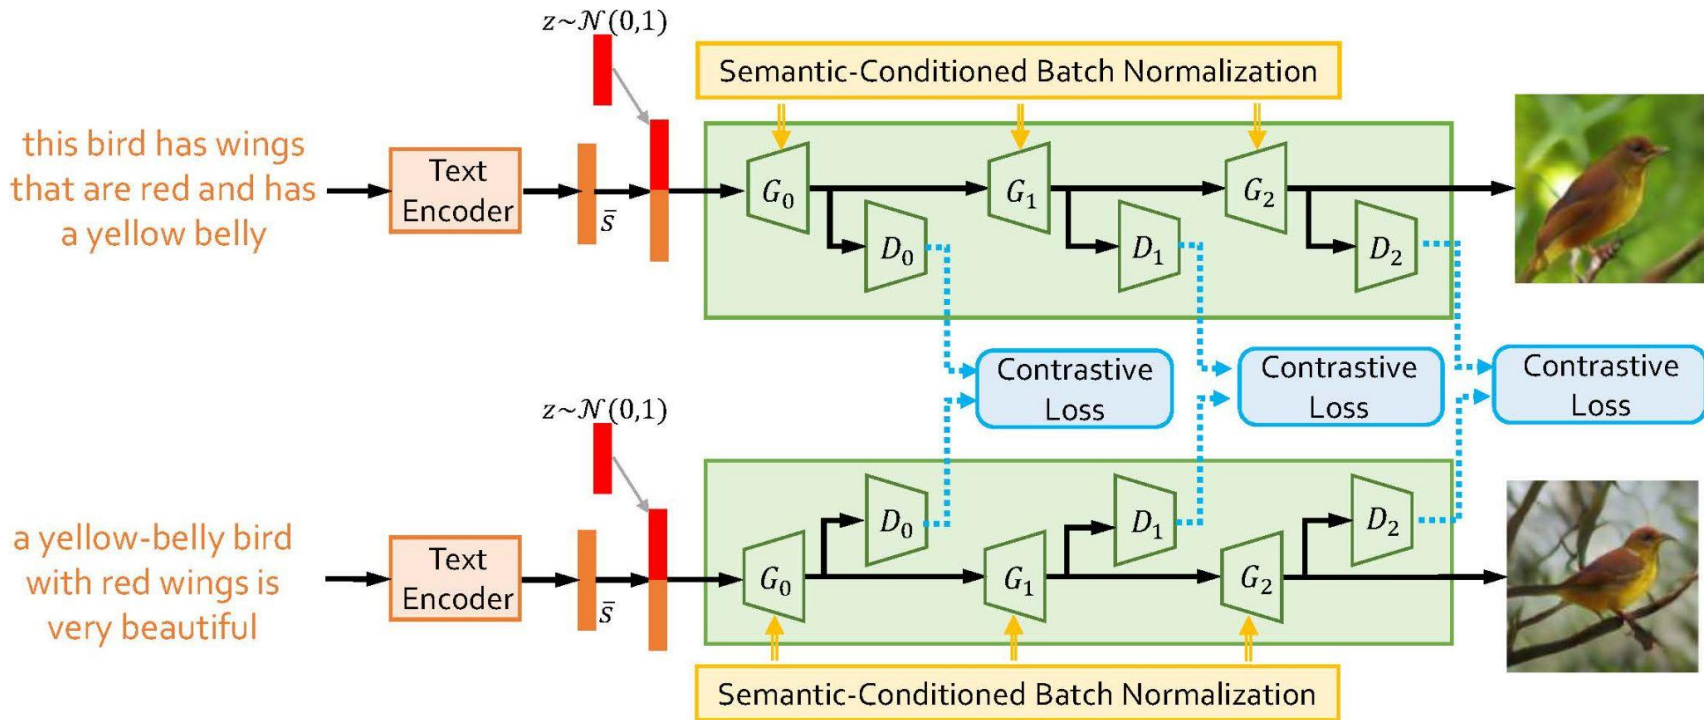 z~𝒩(0,1)
Semantic-Conditioned Batch Normalization
this bird has wings
that are red and has
a yellow belly
Text
Encoder
s̄
G₀
G₁
G₂
D₀
D₁
D₂
Contrastive
Loss
Contrastive
Loss
Contrastive
Loss
z~𝒩(0,1)
a yellow-belly bird
with red wings is
very beautiful
Text
Encoder
s̄
D₀
D₁
D₂
G₀
G₁
G₂
Semantic-Conditioned Batch Normalization